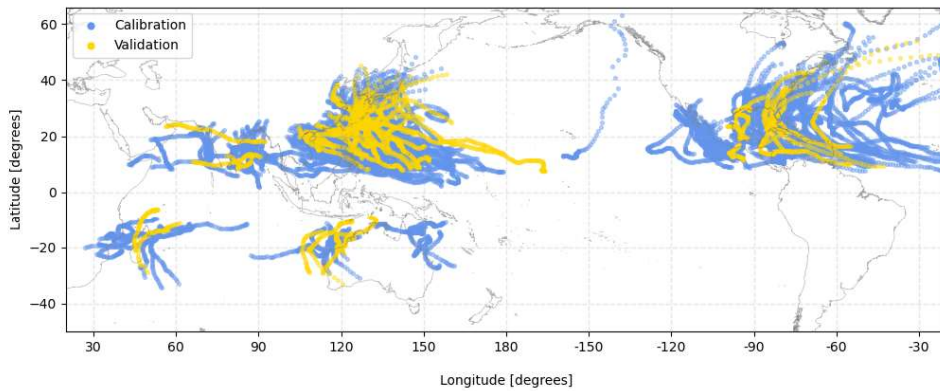 60
40
20
0
−20
−40
Latitude [degrees]
Calibration
Validation
30 60 90 120 150 180 -150 -120 -90 -60 -30
Longitude [degrees]